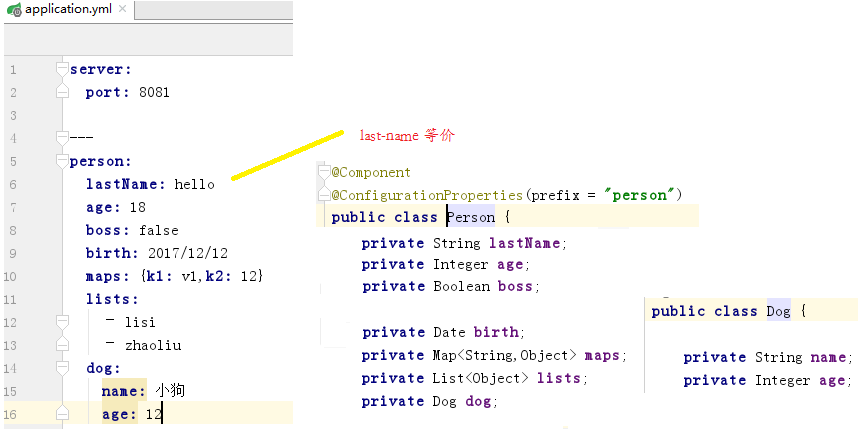 application.yml
1 server:
2 port: 8081
3
4 ---
5 person:
6 lastName: hello
7 age: 18
8 boss: false
9 birth: 2017/12/12
10 maps: {k1: v1,k2: 12}
11 lists:
12 - lisi
13 - zhaoliu
14 dog:
15 name: 小狗
16 age: 12
last-name 等价
@Component
@ConfigurationProperties(prefix = "person")
public class Person {
private String lastName;
private Integer age;
private Boolean boss;
private Date birth;
private Map<String,Object> maps;
private List<Object> lists;
private Dog dog;
public class Dog {
private String name;
private Integer age;